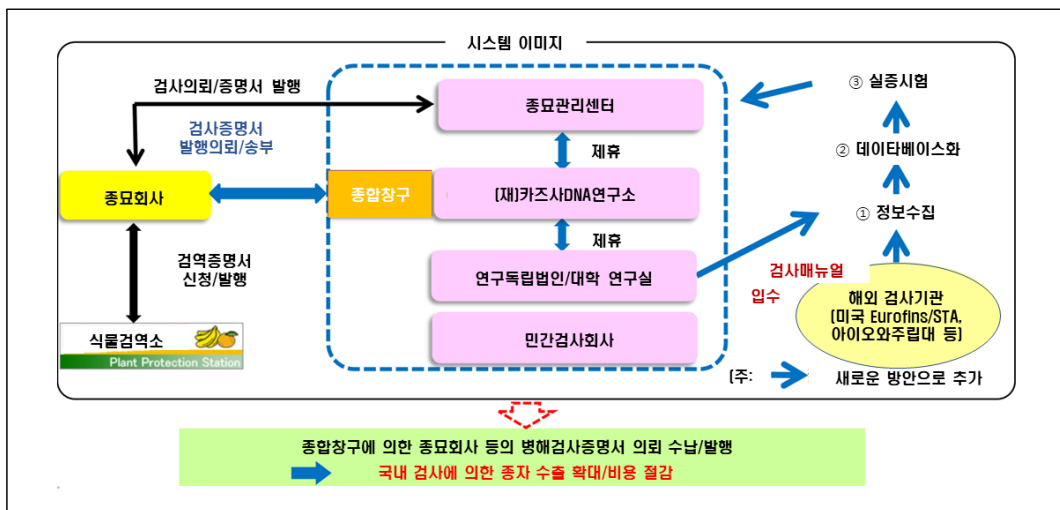 시스템 이미지
검사의뢰/증명서 발행
검사증명서
발행의뢰/송부
종묘회사
검역증명서
신청/발행
식물검역소
Plant Protection Station
종합창구
종묘관리센터
제휴
(재)카즈사DNA연구소
제휴
연구독립법인/대학 연구실
민간검사회사
③ 실증시험
② 데이타베이스화
① 정보수집
검사매뉴얼
입수
해외 검사기관
(미국 Eurofins/STA,
아이오와주립대 등)
(주:
새로운 방안으로 추가
종합창구에 의한 종묘회사 등의 병해검사증명서 의뢰 수납/발행
국내 검사에 의한 종자 수출 확대/비용 절감